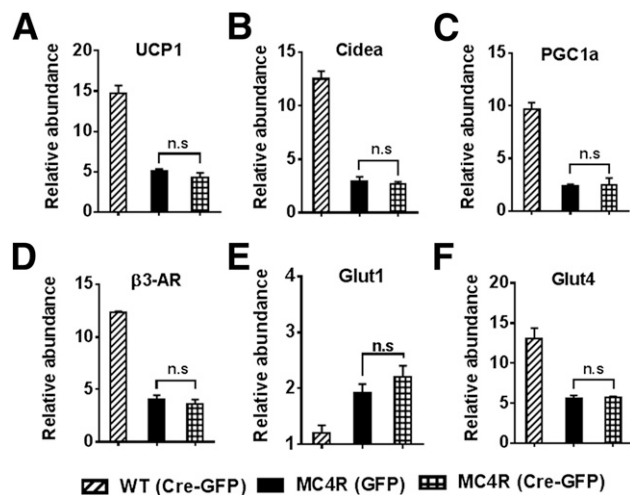 A
UCP1
Relative abundance
20
15
10
5
0
n.s
B
Cidea
Relative abundance
15
10
5
0
n.s
C
PGC1a
Relative abundance
15
10
5
0
n.s
D
β3-AR
Relative abundance
15
10
5
0
n.s
E
Glut1
Relative abundance
4
3
2
1
n.s
F
Glut4
Relative abundance
20
15
10
5
0
n.s
WT (Cre-GFP) MC4R (GFP) MC4R (Cre-GFP)